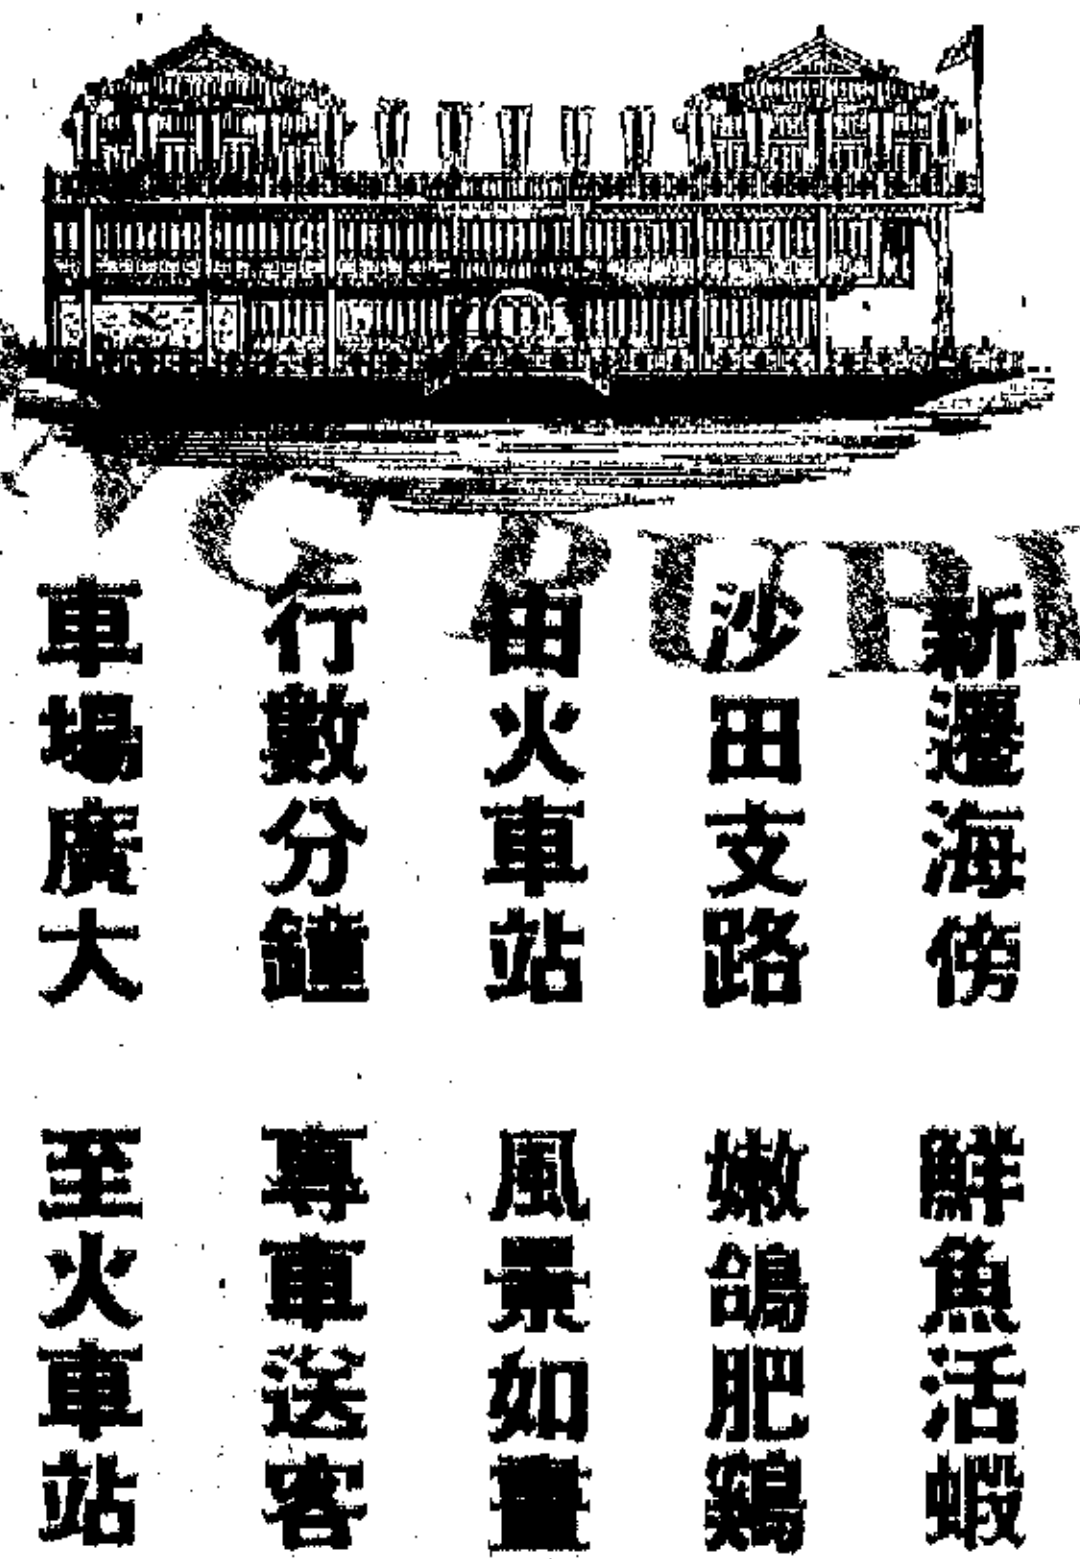 新遷海傍
鮮魚活蝦
沙田支路
嫩鴿肥鷄
由火車站
風景如畫
行數分鐘
專車送客
車場廣大
至火車站